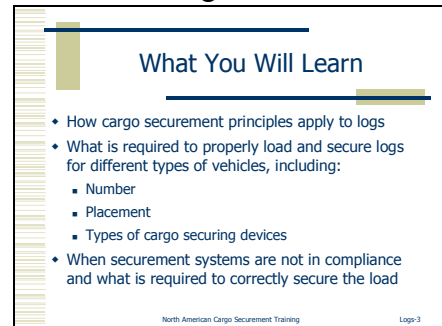 What You Will Learn
How cargo securement principles apply to logs
What is required to properly load and secure logs
for different types of vehicles, including:
Number
Placement
Types of cargo securing devices
When securement systems are not in compliance
and what is required to correctly secure the load
North American Cargo Securement Training Logs-3